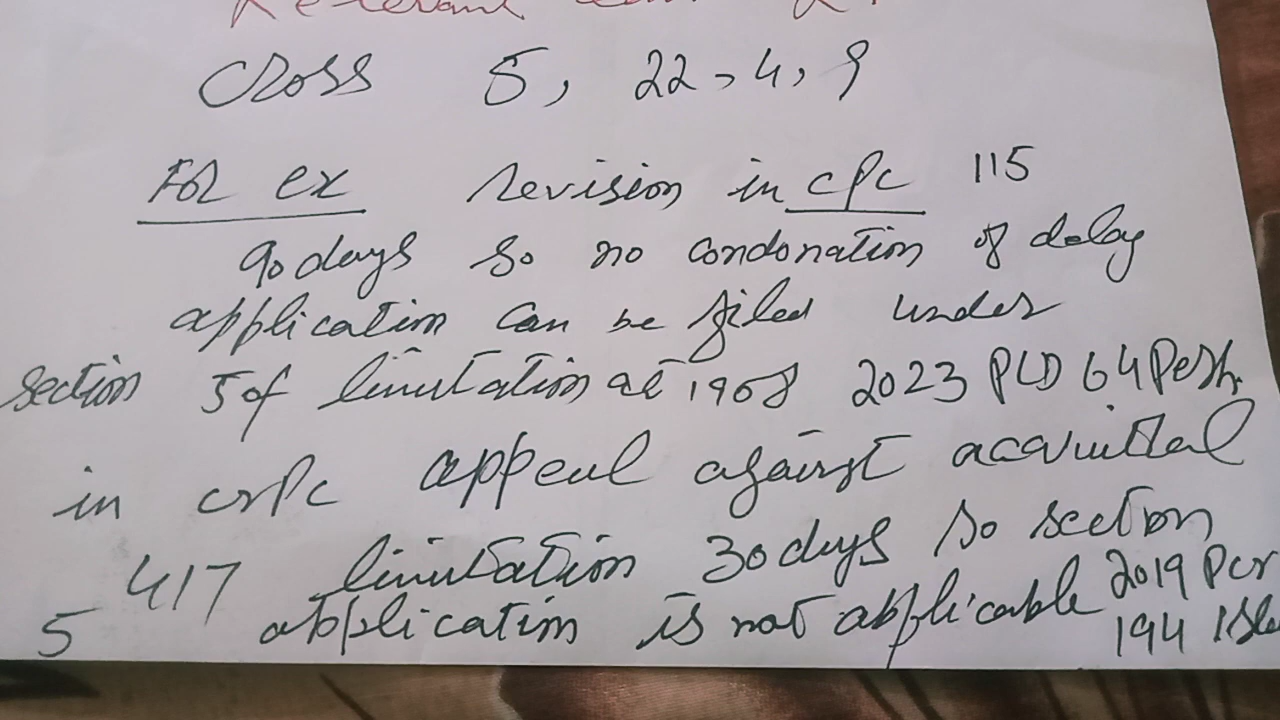 Relevant
Cross 5, 22, 4, 9
For ex revision in CPC 115
90 days so no condonation of delay
application can be filed under
section 5 of limitation act 1908 2023 PLD 64 Pesh.
in crPc appeal against acquittal
417 limitation 30 days so section
5 application is not applicable 2019 PCr
194 Isla